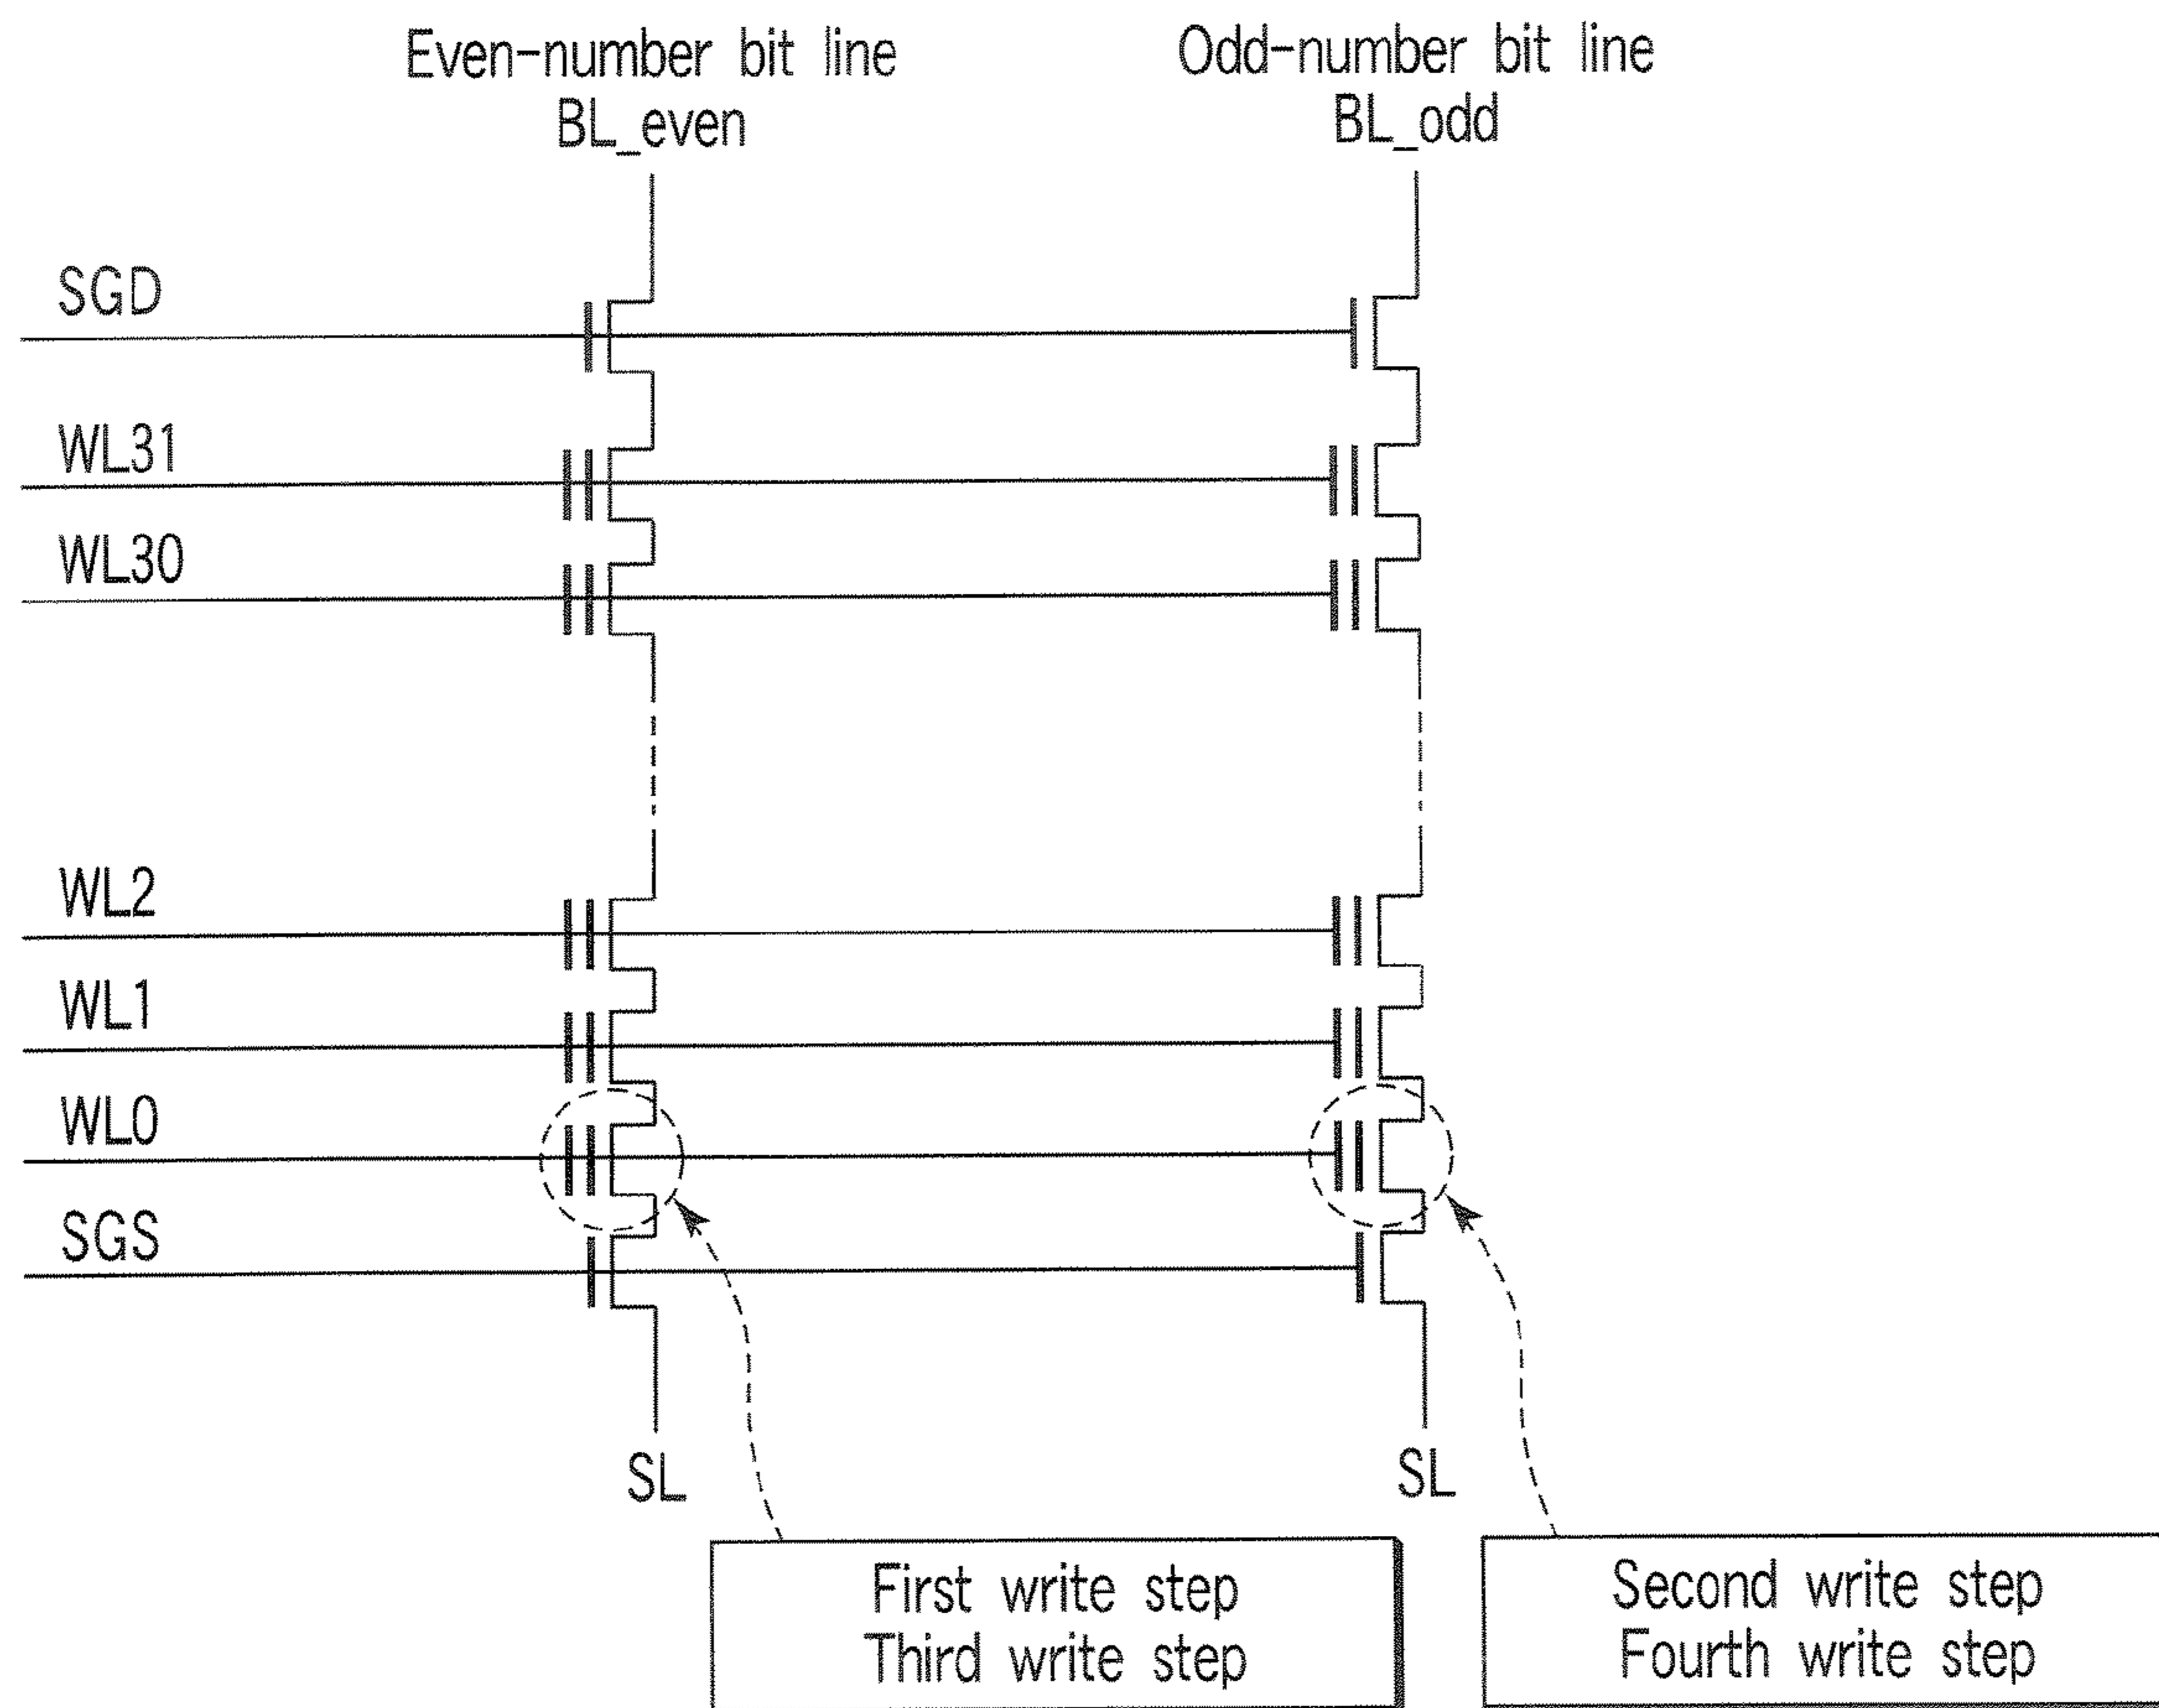 Even-number bit line
BL_even
Odd-number bit line
BL_odd
SGD
WL31
WL30
WL2
WL1
WL0
SGS
SL
SL
First write step
Third write step
Second write step
Fourth write step